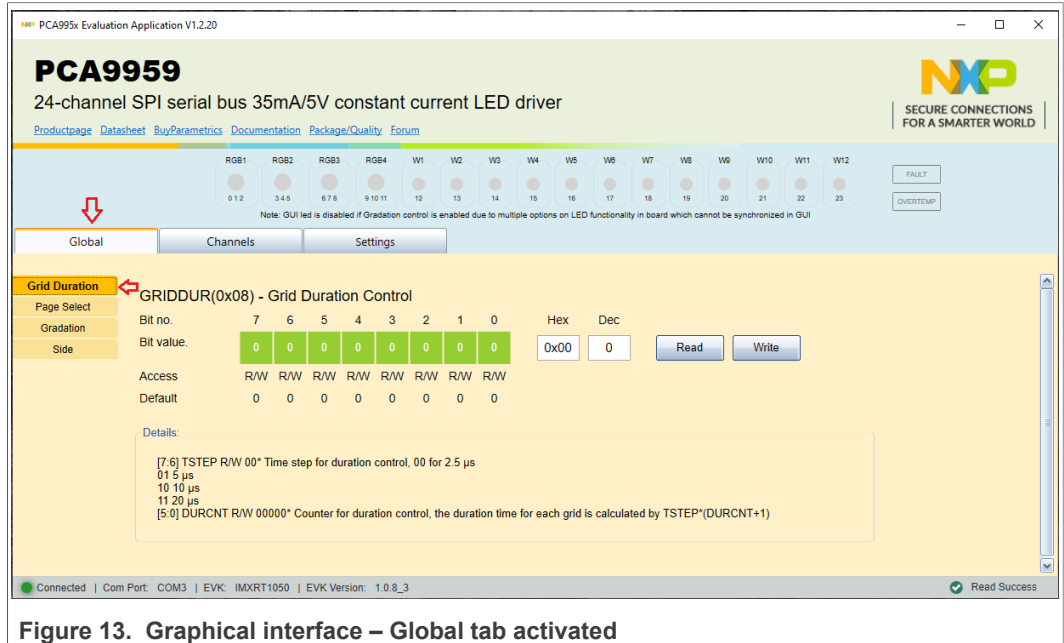 PCA995x Evaluation Application V1.2.20
PCA9959
24-channel SPI serial bus 35mA/5V constant current LED driver
Productpage Datasheet BuyParametrics Documentation Package/Quality Forum
NXP
SECURE CONNECTIONS
FOR A SMARTER WORLD
RGB1 RGB2 RGB3 RGB4 W1 W2 W3 W4 W5 W6 W7 W8 W9 W10 W11 W12
0 1 2 3 4 5 6 7 8 9 10 11 12 13 14 15 16 17 18 19 20 21 22 23
Note: GUI led is disabled if Gradation control is enabled due to multiple options on LED functionality in board which cannot be synchronized in GUI
FAULT
OVERTEMP
Global Channels Settings
Grid Duration
Page Select
Gradation
Side
GRIDDUR(0x08) - Grid Duration Control
Bit no. 7 6 5 4 3 2 1 0 Hex Dec
Bit value. 0 0 0 0 0 0 0 0 0x00 0 Read Write
Access R/W R/W R/W R/W R/W R/W R/W R/W
Default 0 0 0 0 0 0 0 0
Details:
[7:6] TSTEP R/W 00* Time step for duration control, 00 for 2.5 µs
01 5 µs
10 10 µs
11 20 µs
[5:0] DURCNT R/W 00000* Counter for duration control, the duration time for each grid is calculated by TSTEP*(DURCNT+1)
Connected | Com Port: COM3 | EVK: IMXRT1050 | EVK Version: 1.0.8_3 Read Success
Figure 13. Graphical interface – Global tab activated